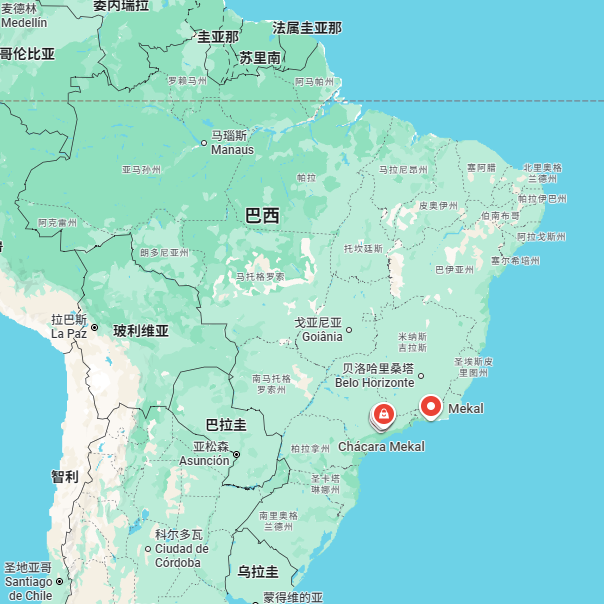 麦德林
Medellín
委内瑞拉
法属圭亚那
圭亚那
哥伦比亚
苏里南
罗赖马州
阿马帕州
马瑙斯
Manaus
亚马孙州
帕拉
马拉尼昂州
塞阿腊
北里奥格
兰德州
帕拉伊巴州
皮奥伊州
伯南布哥
巴西
阿克雷州
阿拉戈斯州
朗多尼亚州
托坎廷斯
塞尔希培州
马托格罗索
巴伊亚州
拉巴斯
La Paz
玻利维亚
戈亚尼亚
Goiânia
米纳斯
吉拉斯
贝洛哈里桑塔
Belo Horizonte
圣埃斯皮
里图州
南马托格
罗索州
Mekal
巴拉圭
Chácara Mekal
亚松森
Asunción
柏拉拿州
智利
圣卡塔
琳娜州
南里奥格
兰德州
科尔多瓦
Ciudad de
Córdoba
圣地亚哥
Santiago
de Chile
乌拉圭
蒙得维的亚